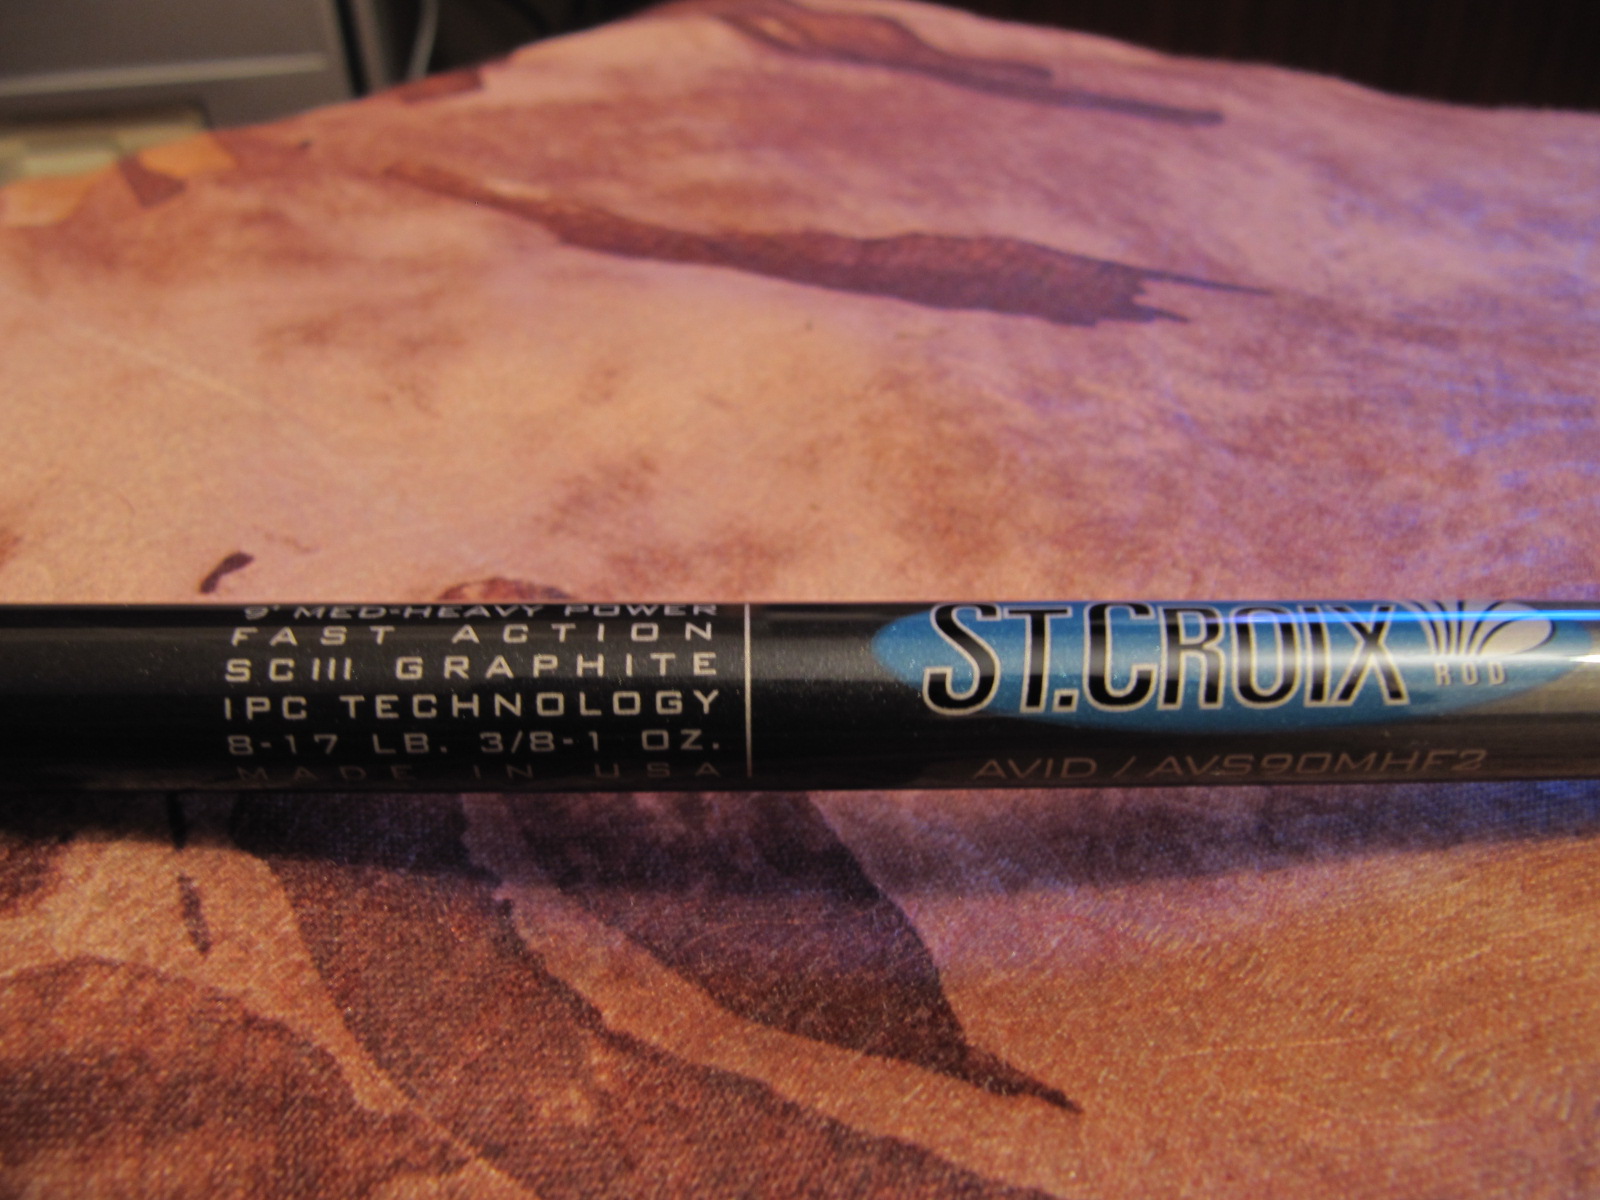 9' MED-HEAVY POWER
FAST ACTION
SCIII GRAPHITE
IPC TECHNOLOGY
8-17 LB. 3/8-1 OZ.
MADE IN USA
ST.CROIX
ROD
AVID / AVS90MHF2